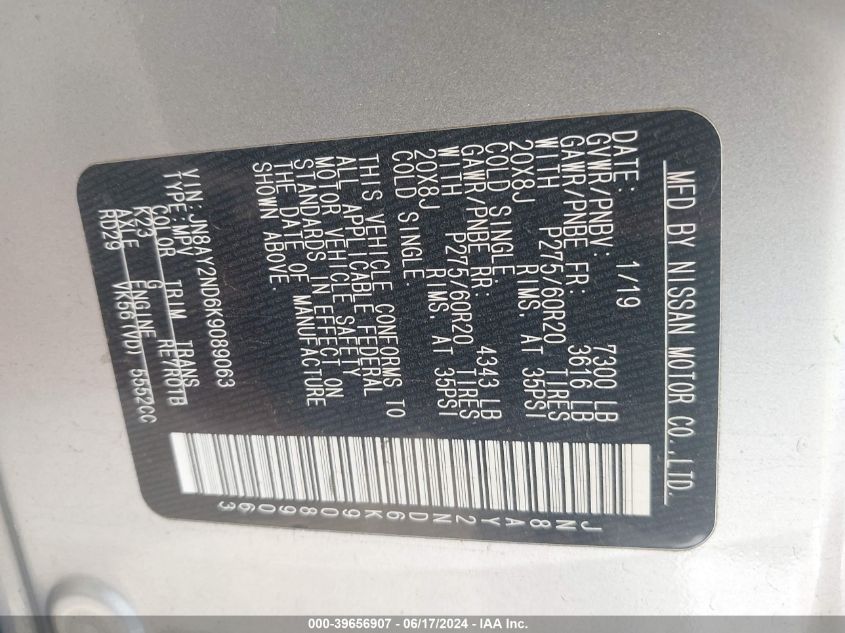 MFD BY NISSAN MOTOR CO.,LTD.
DATE: 1/19
GVWR/PNBV: 7300 LB
GAWR/PNBE FR: 3616 LB
WITH P275/60R20 TIRES
20X8J RIMS. AT 35PSI
COLD SINGLE.
GAWR/PNBE RR: 4343 LB
WITH P275/60R20 TIRES
20X8J RIMS. AT 35PSI
COLD SINGLE.
THIS VEHICLE CONFORMS TO
ALL APPLICABLE FEDERAL
MOTOR VEHICLE SAFETY
STANDARDS IN EFFECT ON
THE DATE OF MANUFACTURE
SHOWN ABOVE.
VIN:JN8AY2ND6K9089063
TYPE:MPV
COLOR TRIM TRANS
K23 G RE7R01B
AXLE ENGINE
RD29 VK56(VD) 5552CC
JN8AY2ND6K9089063
000-39656907 - 06/17/2024 - IAA Inc.